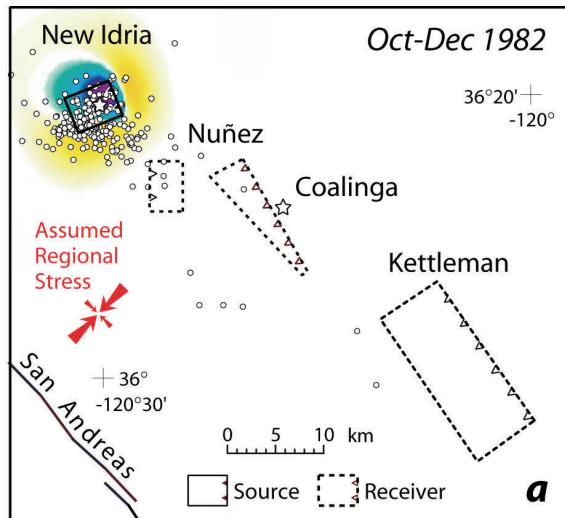 New Idria
Oct-Dec 1982
36°20'
-120°
Nuñez
Coalinga
Assumed
Regional
Stress
Kettleman
San Andreas
36°
-120°30'
0 5 10 km
Source
Receiver
a